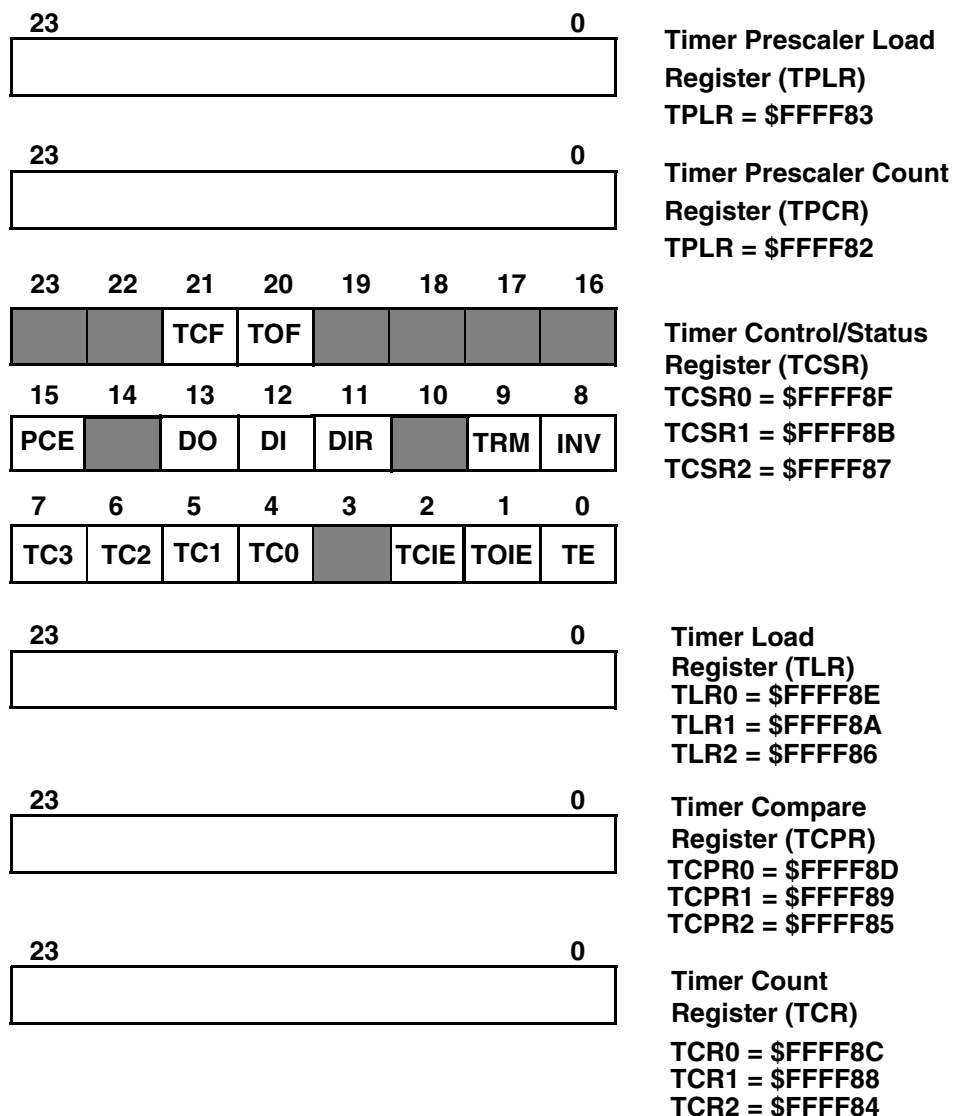 23 0
Timer Prescaler Load
Register (TPLR)
TPLR = $FFFF83
23 0
Timer Prescaler Count
Register (TPCR)
TPLR = $FFFF82
23 22 21 20 19 18 17 16
TCF TOF
15 14 13 12 11 10 9 8
PCE DO DI DIR TRM INV
7 6 5 4 3 2 1 0
TC3 TC2 TC1 TC0 TCIE TOIE TE
Timer Control/Status
Register (TCSR)
TCSR0 = $FFFF8F
TCSR1 = $FFFF8B
TCSR2 = $FFFF87
23 0
Timer Load
Register (TLR)
TLR0 = $FFFF8E
TLR1 = $FFFF8A
TLR2 = $FFFF86
23 0
Timer Compare
Register (TCPR)
TCPR0 = $FFFF8D
TCPR1 = $FFFF89
TCPR2 = $FFFF85
23 0
Timer Count
Register (TCR)
TCR0 = $FFFF8C
TCR1 = $FFFF88
TCR2 = $FFFF84